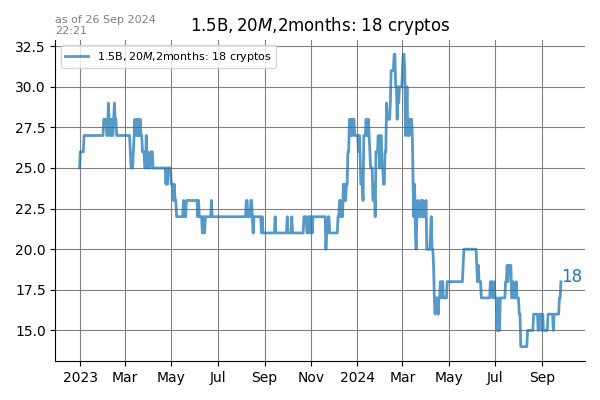 as of 26 Sep 2024
22:21
1.5B, 20M,2months: 18 cryptos
1.5B, 20M,2months: 18 cryptos
32.5
30.0
27.5
25.0
22.5
20.0
17.5
15.0
18
2023 Mar May Jul Sep Nov 2024 Mar May Jul Sep